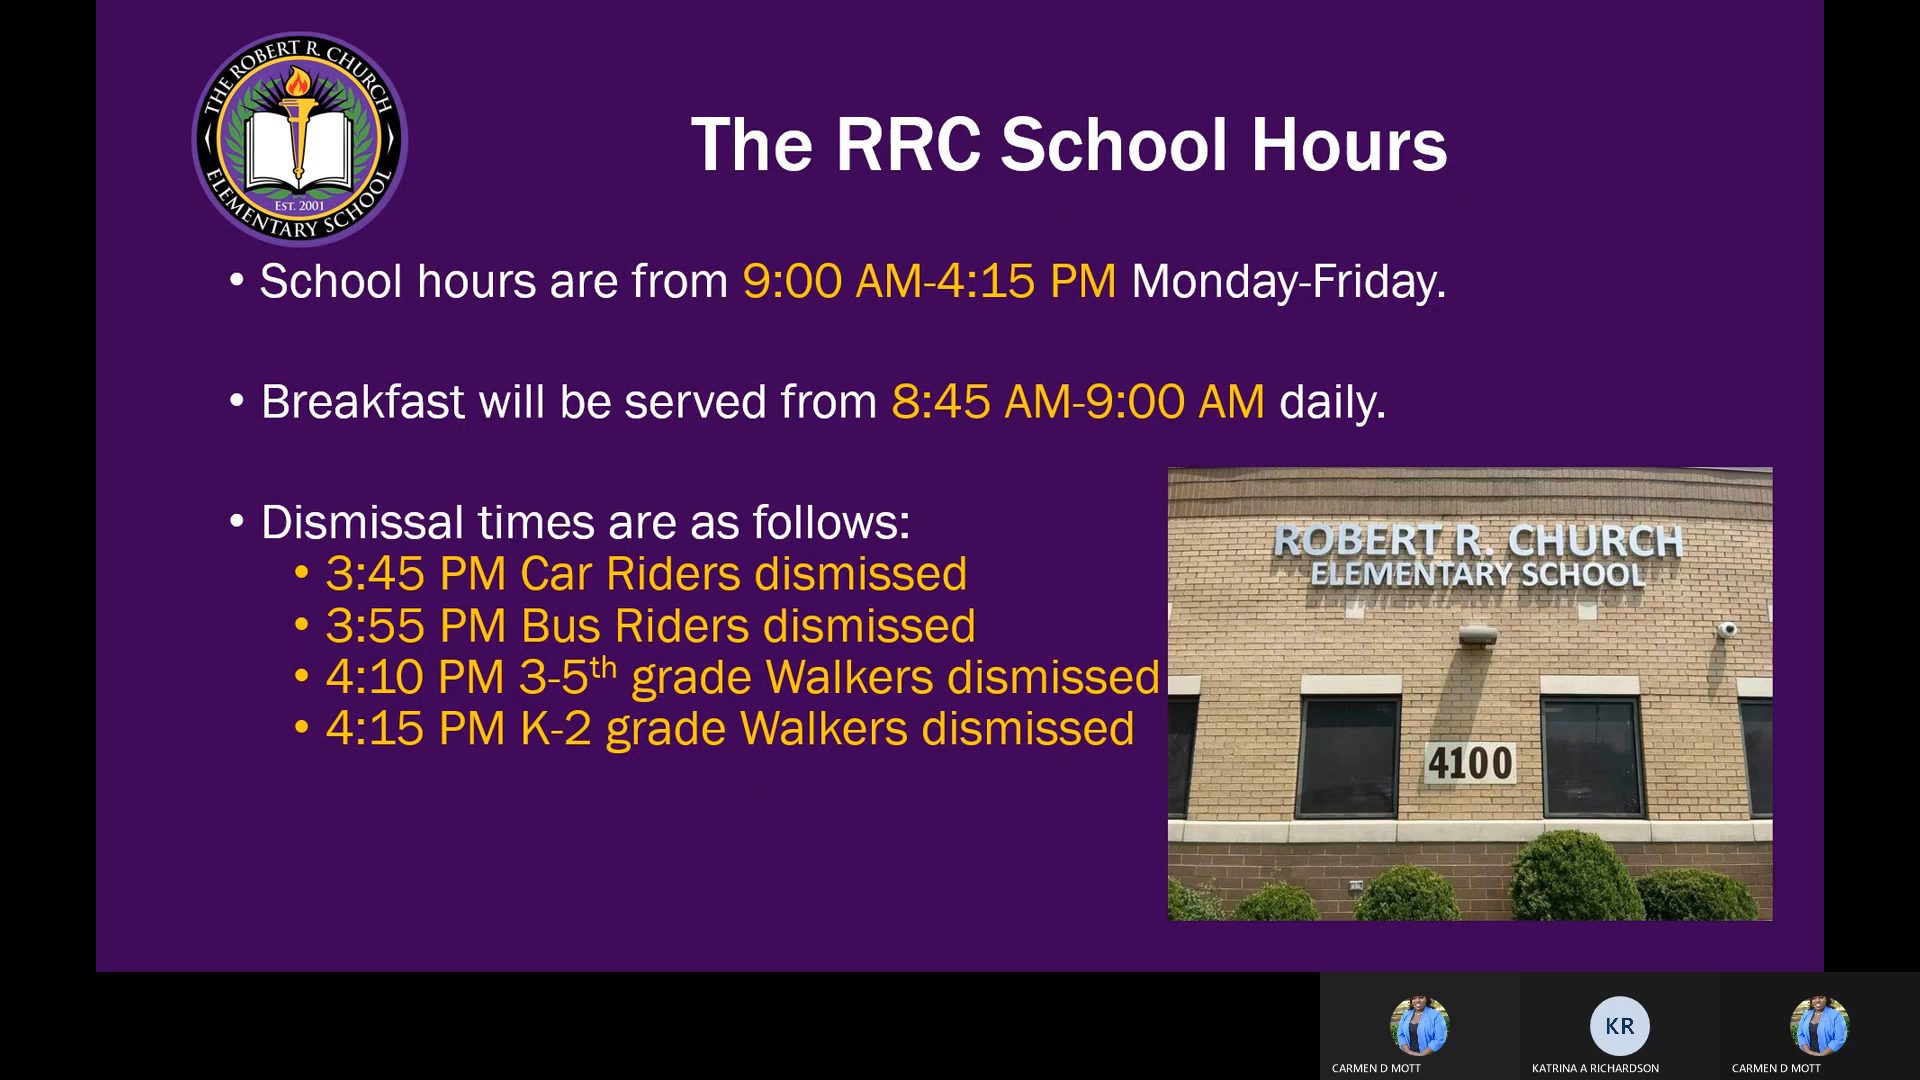 THE ROBERT R. CHURCH
ELEMENTARY SCHOOL
EST. 2001
The RRC School Hours
• School hours are from 9:00 AM-4:15 PM Monday-Friday.
• Breakfast will be served from 8:45 AM-9:00 AM daily.
• Dismissal times are as follows:
• 3:45 PM Car Riders dismissed
• 3:55 PM Bus Riders dismissed
• 4:10 PM 3-5th grade Walkers dismissed
• 4:15 PM K-2 grade Walkers dismissed
ROBERT R. CHURCH
ELEMENTARY SCHOOL
4100
KR
CARMEN D MOTT
KATRINA A RICHARDSON
CARMEN D MOTT